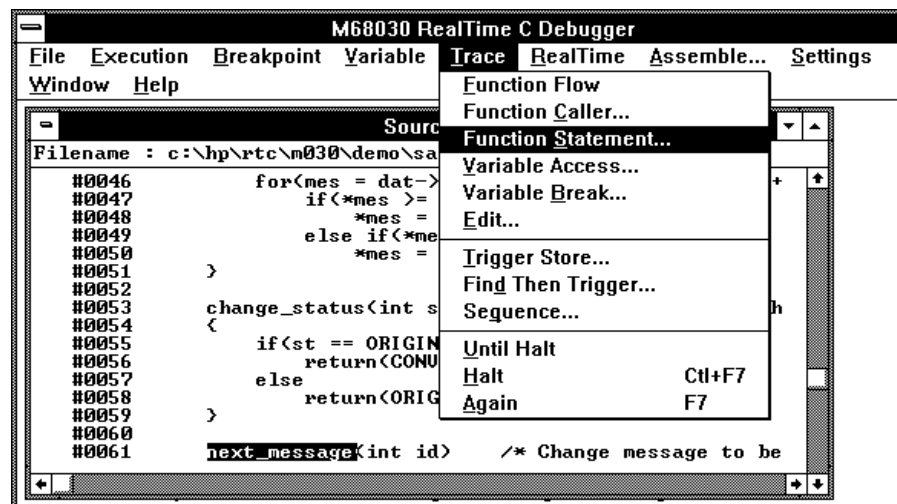 M68030 RealTime C Debugger
File Execution Breakpoint Variable Trace RealTime Assemble... Settings
Window Help
Function Flow
Function Caller...
Function Statement...
Variable Access...
Variable Break...
Edit...
Trigger Store...
Find Then Trigger...
Sequence...
Until Halt
Halt Ctl+F7
Again F7
Sourc
Filename : c:\hp\rtc\m030\demo\sa
#0046 for(mes = dat-> +
#0047 if(*mes >=
#0048 *mes =
#0049 else if(*me
#0050 *mes =
#0051 }
#0052
#0053 change_status(int s h
#0054 {
#0055 if(st == ORIGIN
#0056 return(CONV
#0057 else
#0058 return(ORIG
#0059 }
#0060
#0061 next_message(int id) /* Change message to be